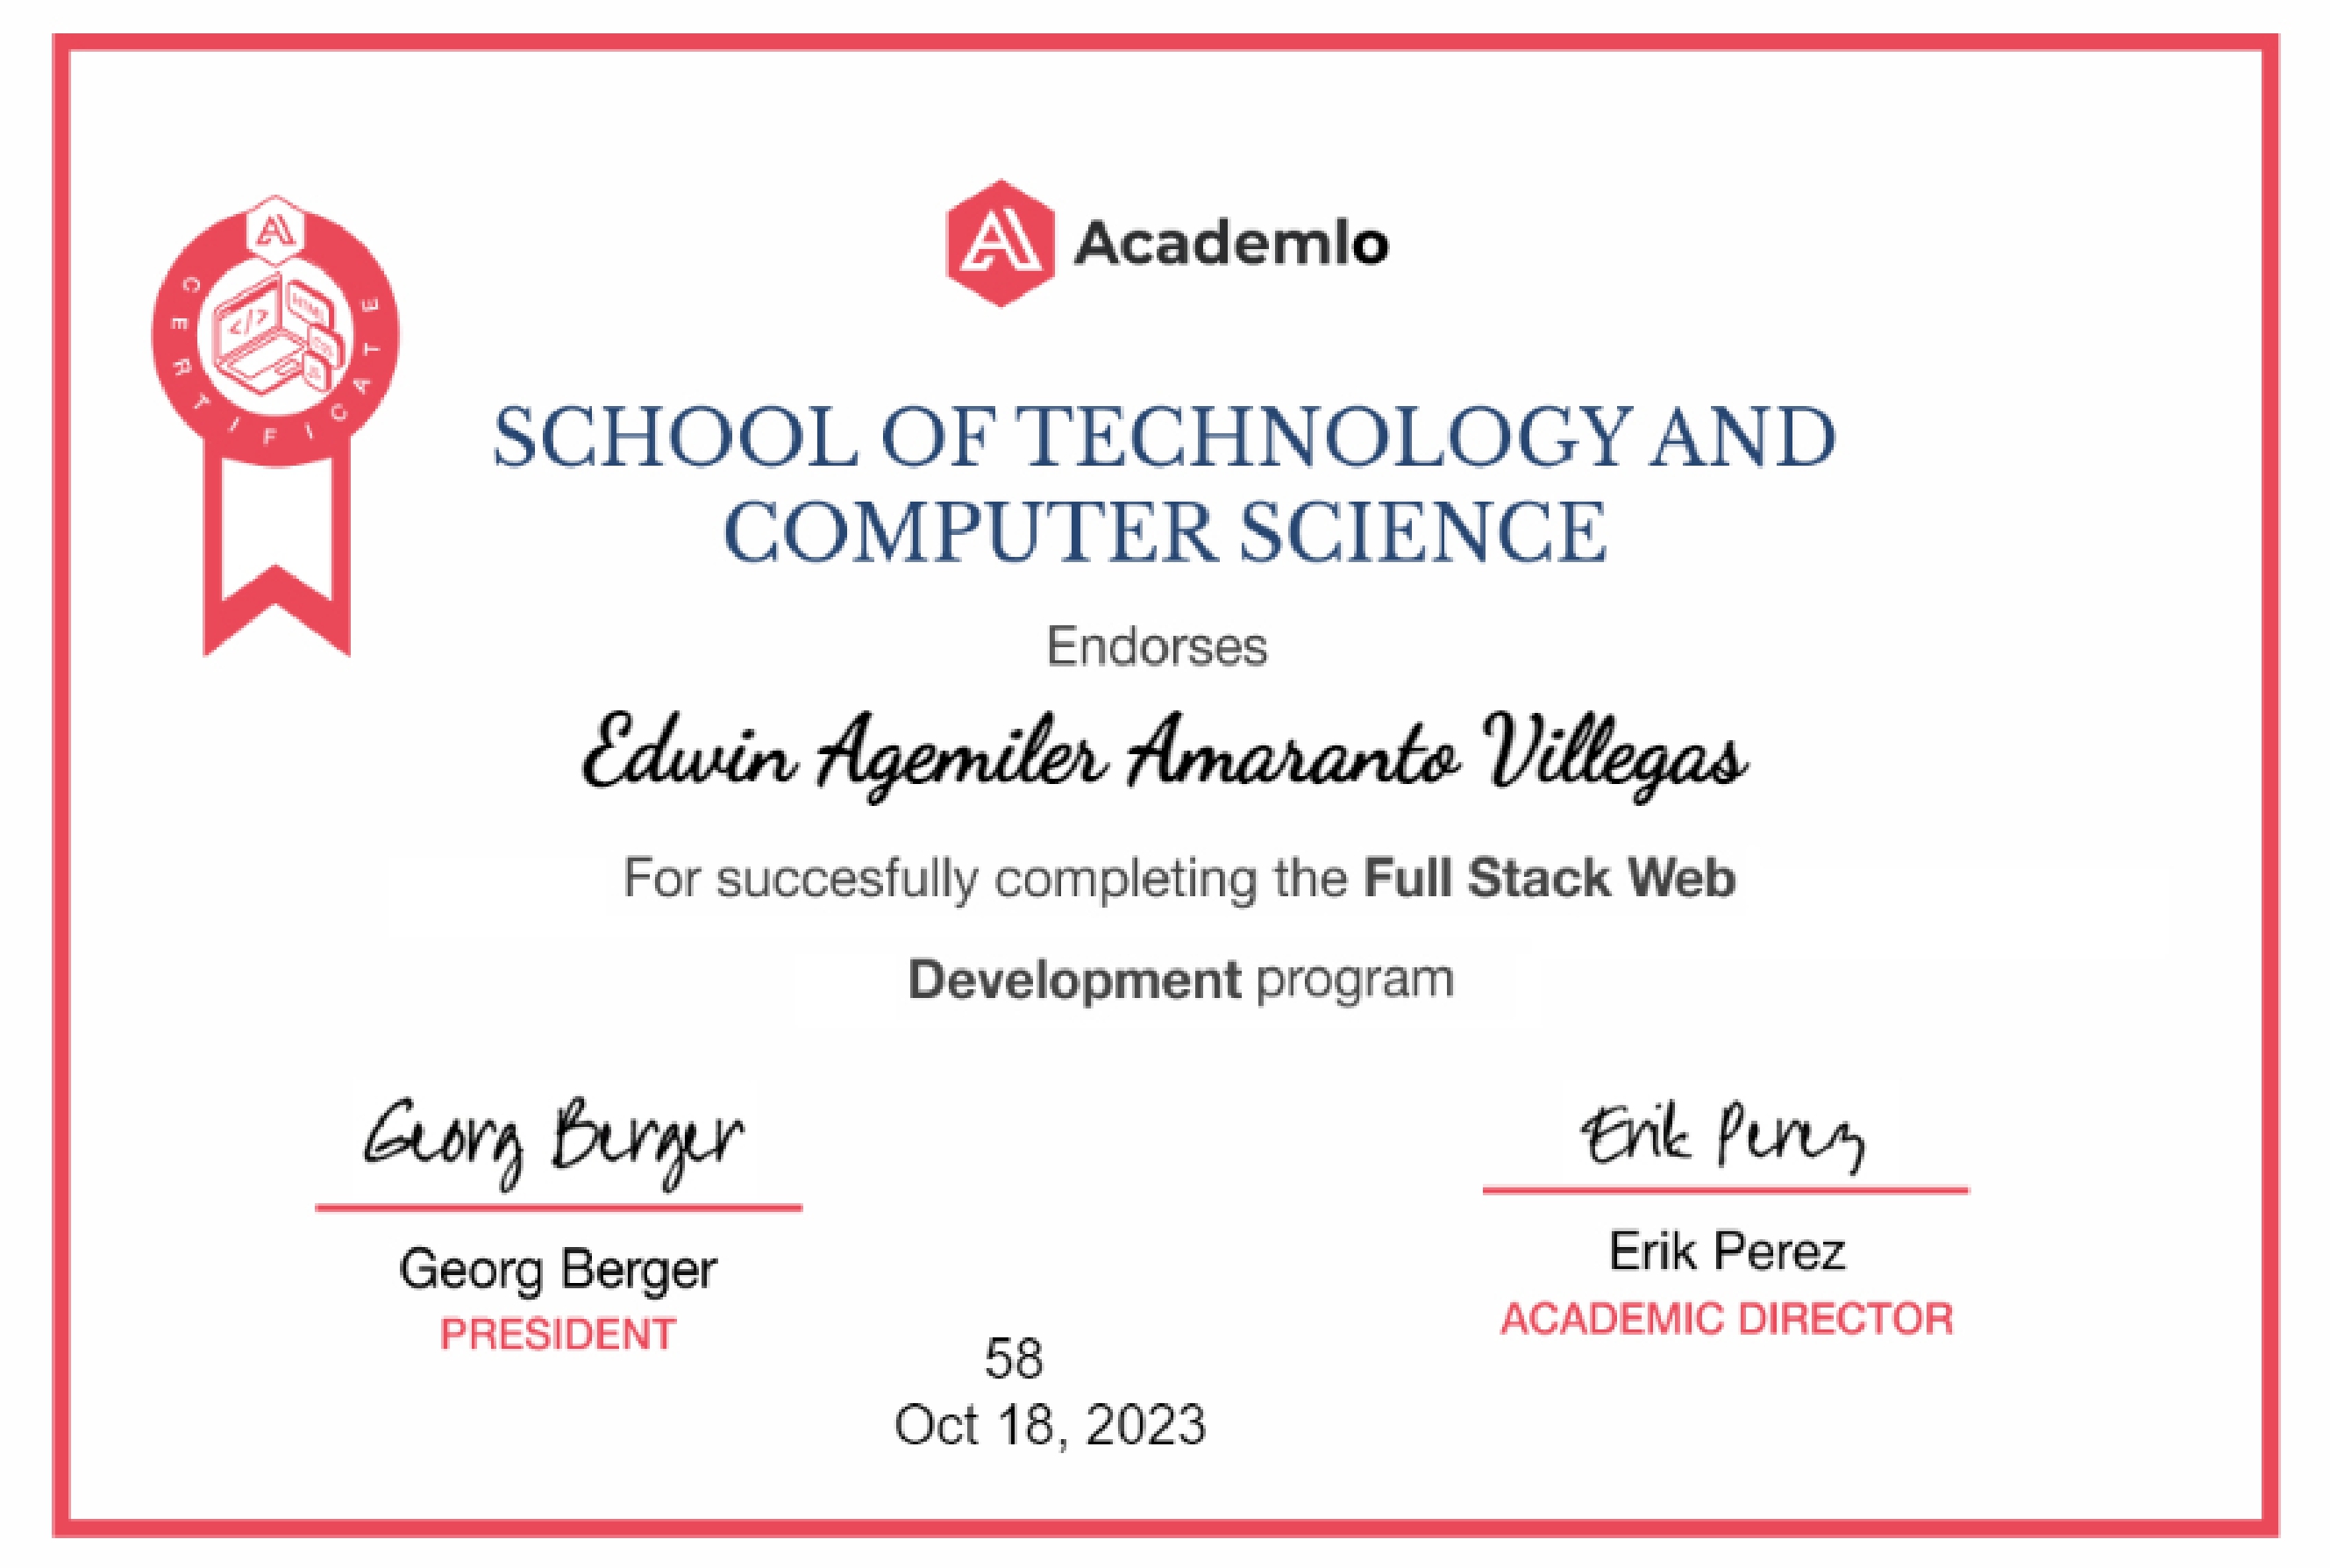 Academlo
CERTIFICATE
</>
HTML
SCHOOL OF TECHNOLOGY AND
COMPUTER SCIENCE
Endorses
Edwin Agemiler Amaranto Villegas
For succesfully completing the Full Stack Web
Development program
Georg Berger
Erik Perez
Georg Berger
PRESIDENT
Erik Perez
ACADEMIC DIRECTOR
58
Oct 18, 2023